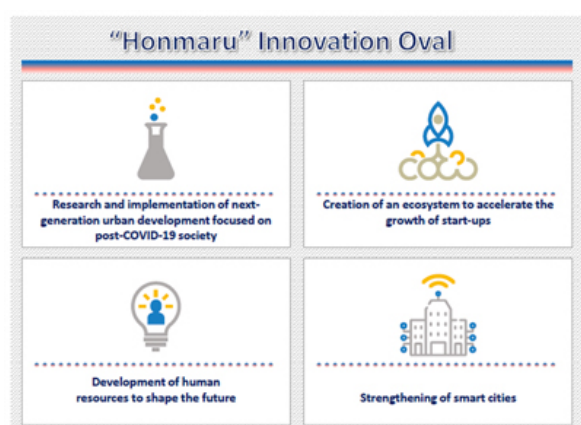 “Honmaru” Innovation Oval
Research and implementation of next-
generation urban development focused on
post-COVID-19 society
Creation of an ecosystem to accelerate the
growth of start-ups
Development of human
resources to shape the future
Strengthening of smart cities